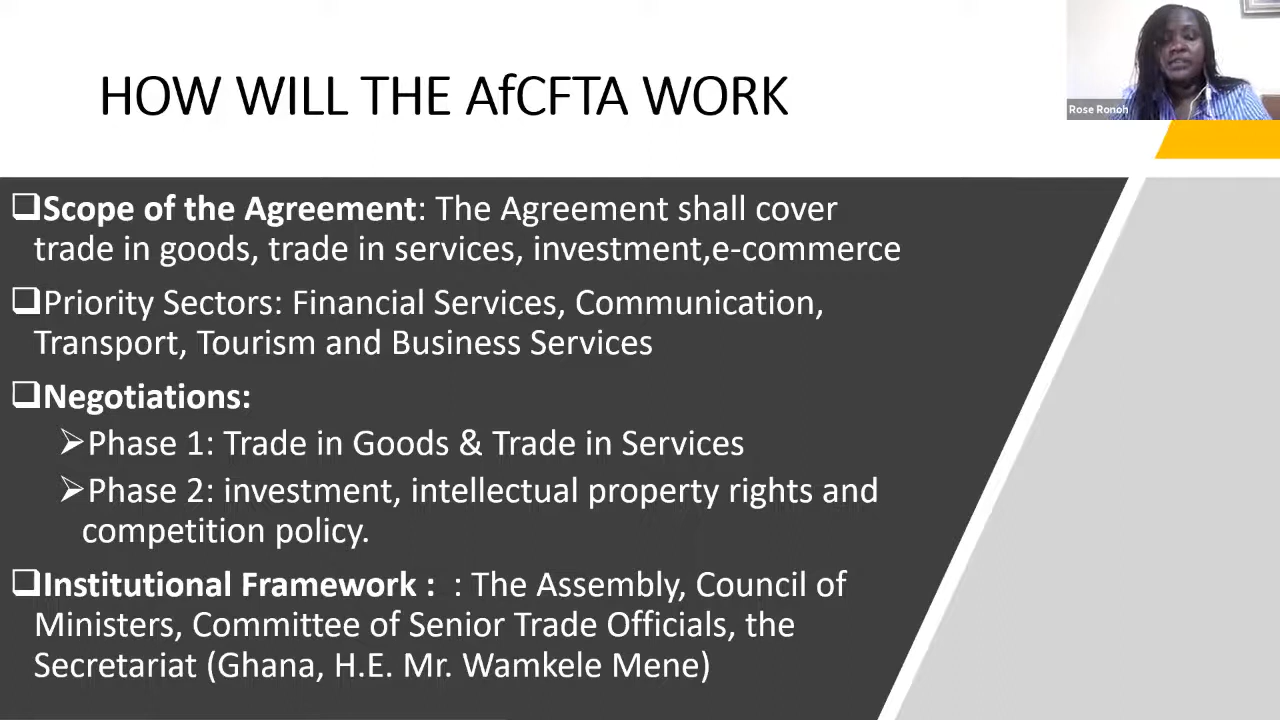 HOW WILL THE AfCFTA WORK
Rose Ronoh
❑Scope of the Agreement: The Agreement shall cover
trade in goods, trade in services, investment,e-commerce
❑Priority Sectors: Financial Services, Communication,
Transport, Tourism and Business Services
❑Negotiations:
➢Phase 1: Trade in Goods & Trade in Services
➢Phase 2: investment, intellectual property rights and
competition policy.
❑Institutional Framework :  : The Assembly, Council of
Ministers, Committee of Senior Trade Officials, the
Secretariat (Ghana, H.E. Mr. Wamkele Mene)